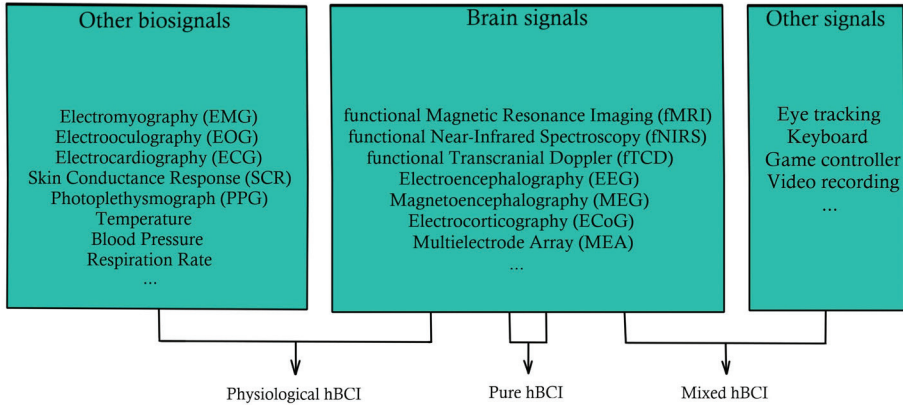 Other biosignals
Electromyography (EMG)
Electrooculography (EOG)
Electrocardiography (ECG)
Skin Conductance Response (SCR)
Photoplethysmograph (PPG)
Temperature
Blood Pressure
Respiration Rate
...
Brain signals
functional Magnetic Resonance Imaging (fMRI)
functional Near-Infrared Spectroscopy (fNIRS)
functional Transcranial Doppler (fTCD)
Electroencephalography (EEG)
Magnetoencephalography (MEG)
Electrocorticography (ECoG)
Multielectrode Array (MEA)
...
Other signals
Eye tracking
Keyboard
Game controller
Video recording
...
Physiological hBCI
Pure hBCI
Mixed hBCI